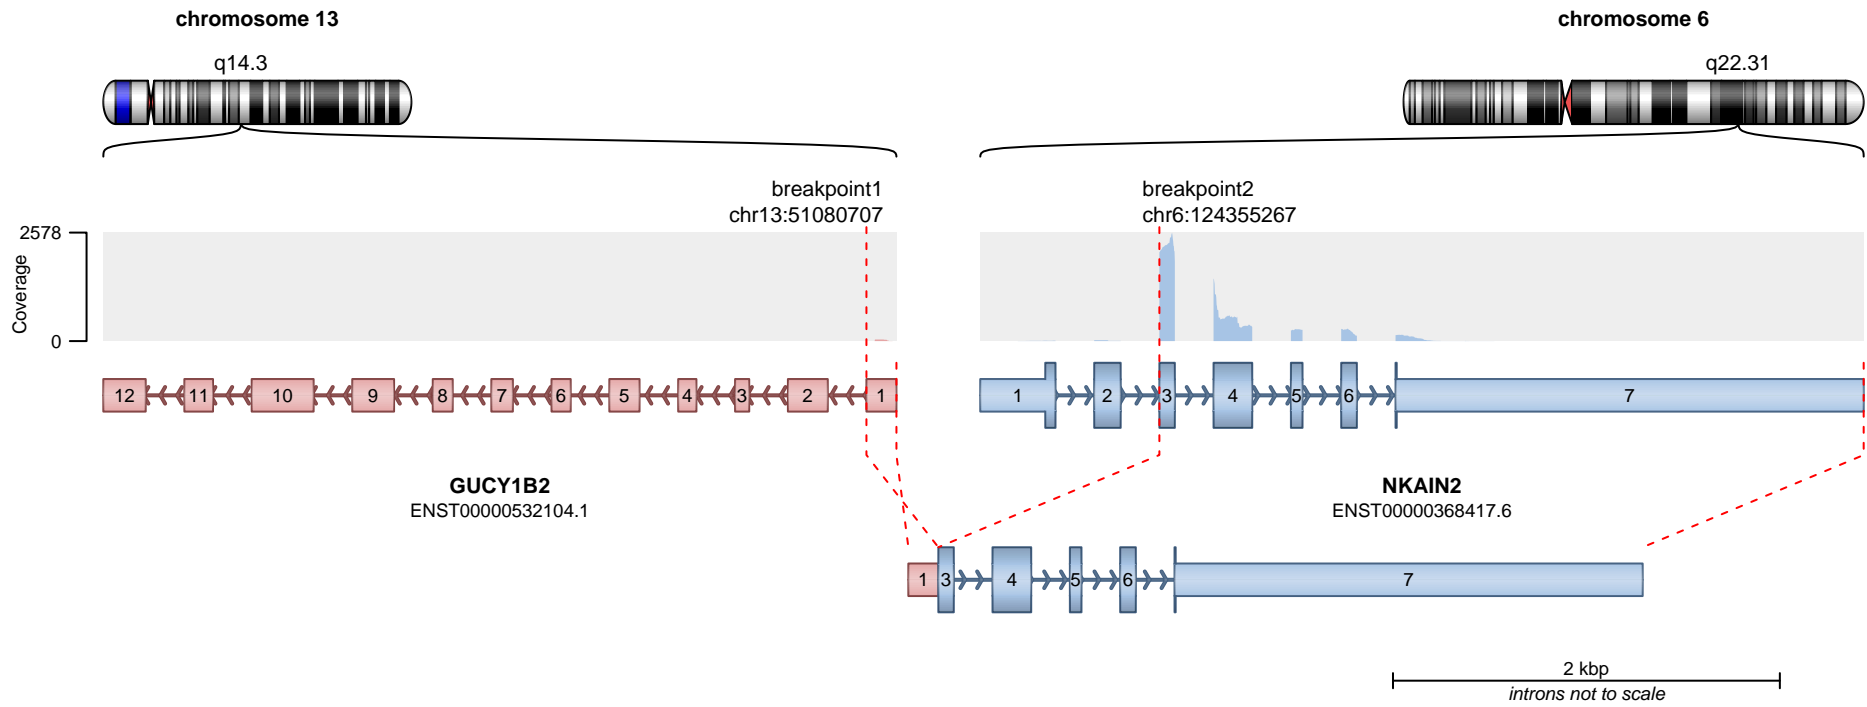 chromosome 13
chromosome 6
q14.3
q22.31
breakpoint1
chr13:51080707
breakpoint2
chr6:124355267
2578
Coverage
0
12 11 10 9 8 7 6 5 4 3 2 1
1 2 3 4 5 6 7
GUCY1B2
ENST00000532104.1
NKAIN2
ENST00000368417.6
1 3 4 5 6 7
2 kbp
introns not to scale